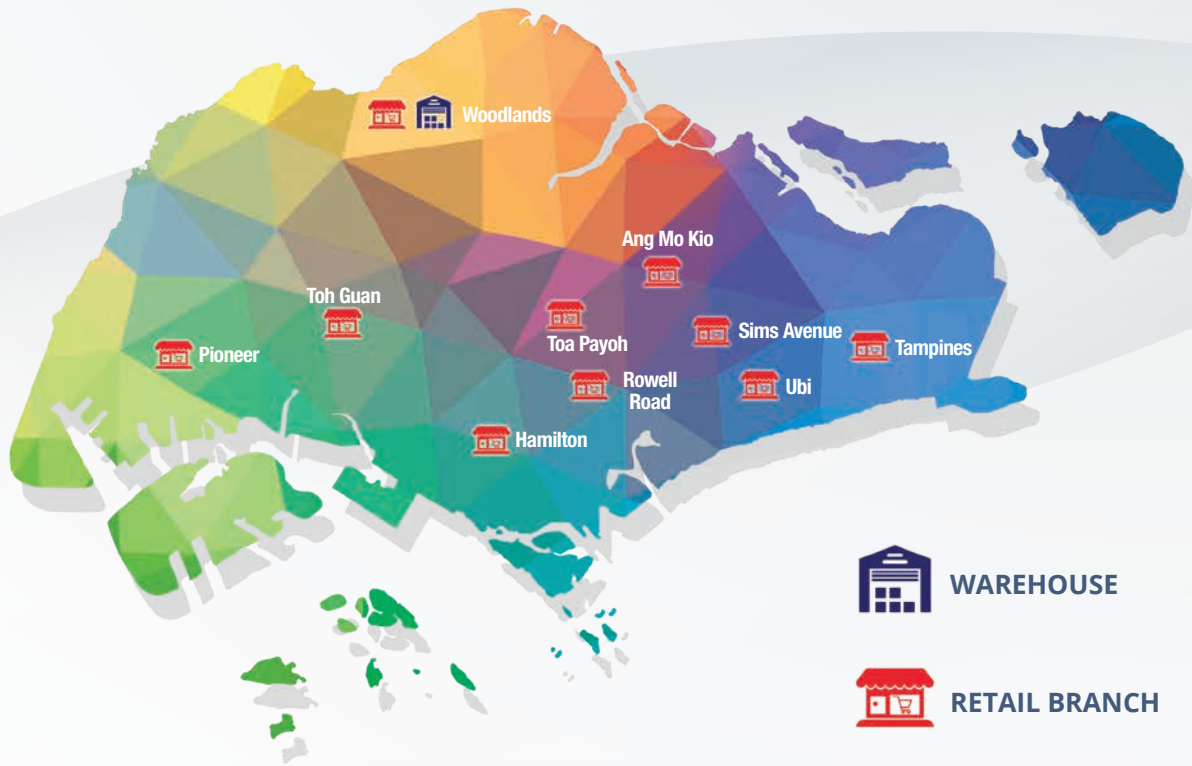 Woodlands
Ang Mo Kio
Toh Guan
Toa Payoh
Sims Avenue
Pioneer
Tampines
Rowell
Road
Ubi
Hamilton
WAREHOUSE
RETAIL BRANCH